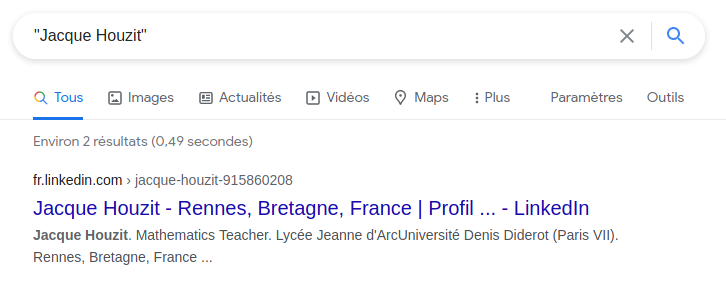 "Jacque Houzit"
Tous Images Actualités Vidéos Maps Plus Paramètres Outils
Environ 2 résultats (0,49 secondes)
fr.linkedin.com › jacque-houzit-915860208
Jacque Houzit - Rennes, Bretagne, France | Profil ... - LinkedIn
Jacque Houzit. Mathematics Teacher. Lycée Jeanne d'ArcUniversité Denis Diderot (Paris VII).
Rennes, Bretagne, France ...